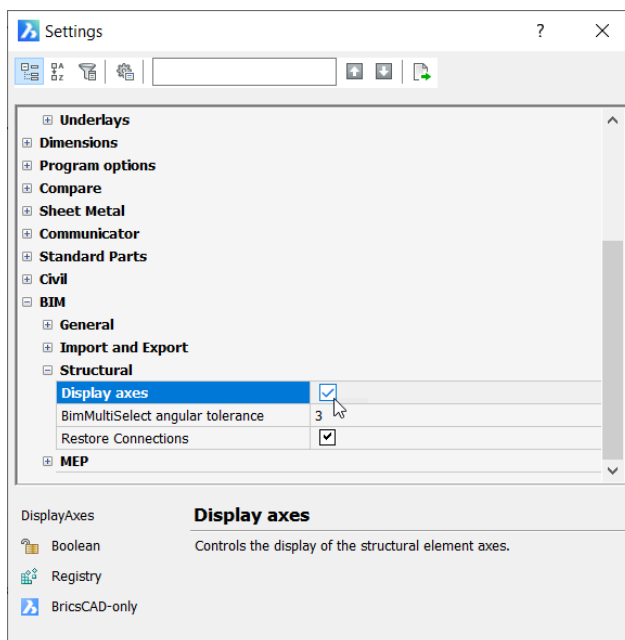 Settings
?
Underlays
Dimensions
Program options
Compare
Sheet Metal
Communicator
Standard Parts
Civil
BIM
General
Import and Export
Structural
Display axes
BimMultiSelect angular tolerance 3
Restore Connections
MEP
DisplayAxes Display axes
Boolean Controls the display of the structural element axes.
Registry
BricsCAD-only